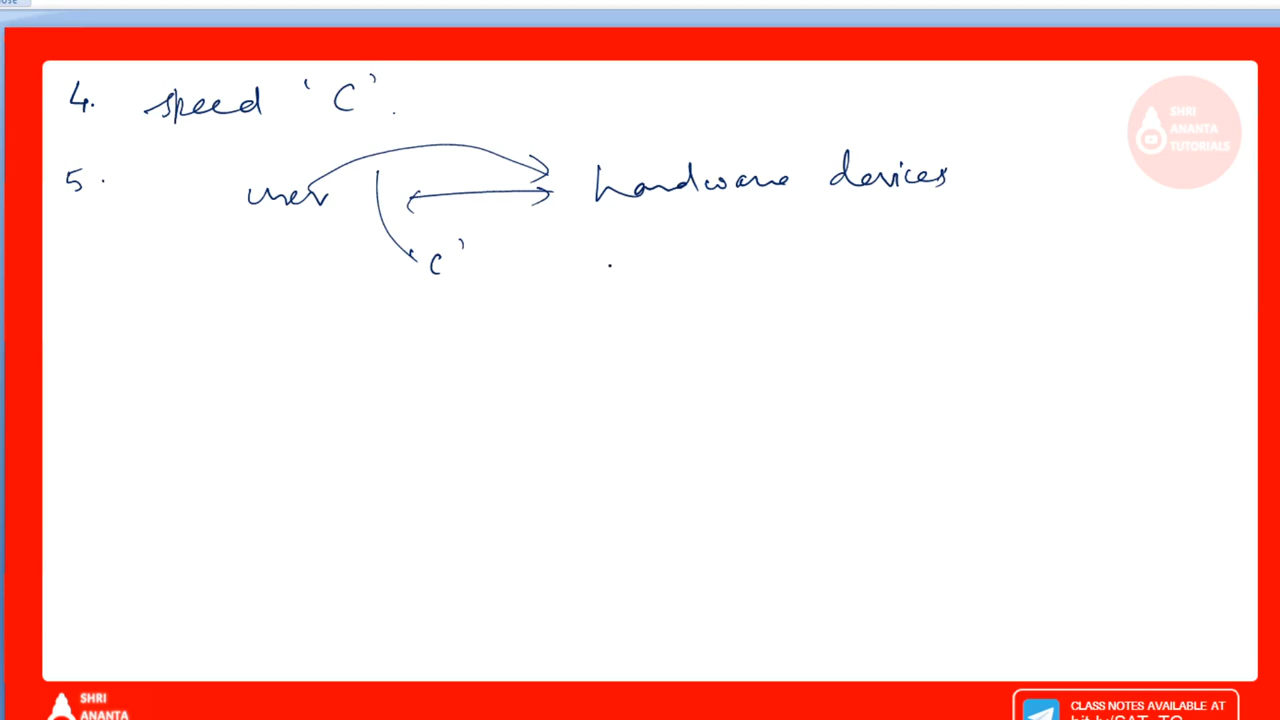 4. speed ' C '.
5. user hardware devices
C '
SHRI
ANANTA
TUTORIALS
SHRI
ANANTA
CLASS NOTES AVAILABLE AT